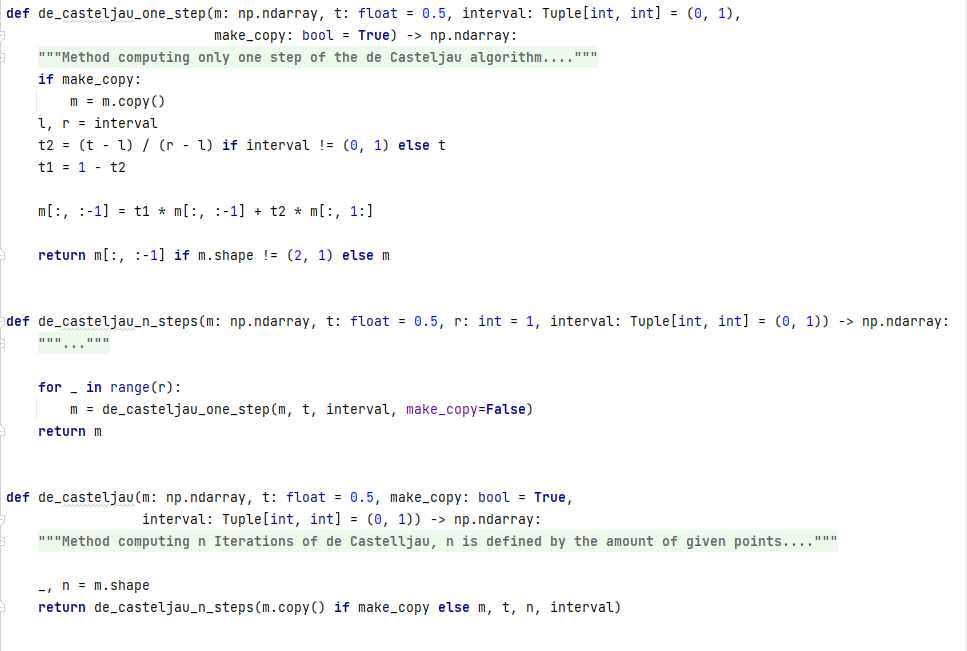 def de_casteljau_one_step(m: np.ndarray, t: float = 0.5, interval: Tuple[int, int] = (0, 1),
                          make_copy: bool = True) -> np.ndarray:
    """Method computing only one step of the de Casteljau algorithm...."""
    if make_copy:
        m = m.copy()
    l, r = interval
    t2 = (t - l) / (r - l) if interval != (0, 1) else t
    t1 = 1 - t2

    m[:, :-1] = t1 * m[:, :-1] + t2 * m[:, 1:]

    return m[:, :-1] if m.shape != (2, 1) else m


def de_casteljau_n_steps(m: np.ndarray, t: float = 0.5, r: int = 1, interval: Tuple[int, int] = (0, 1)) -> np.ndarray:
    """..."""

    for _ in range(r):
        m = de_casteljau_one_step(m, t, interval, make_copy=False)
    return m


def de_casteljau(m: np.ndarray, t: float = 0.5, make_copy: bool = True,
                 interval: Tuple[int, int] = (0, 1)) -> np.ndarray:
    """Method computing n Iterations of de Castelljau, n is defined by the amount of given points...."""

    _, n = m.shape
    return de_casteljau_n_steps(m.copy() if make_copy else m, t, n, interval)